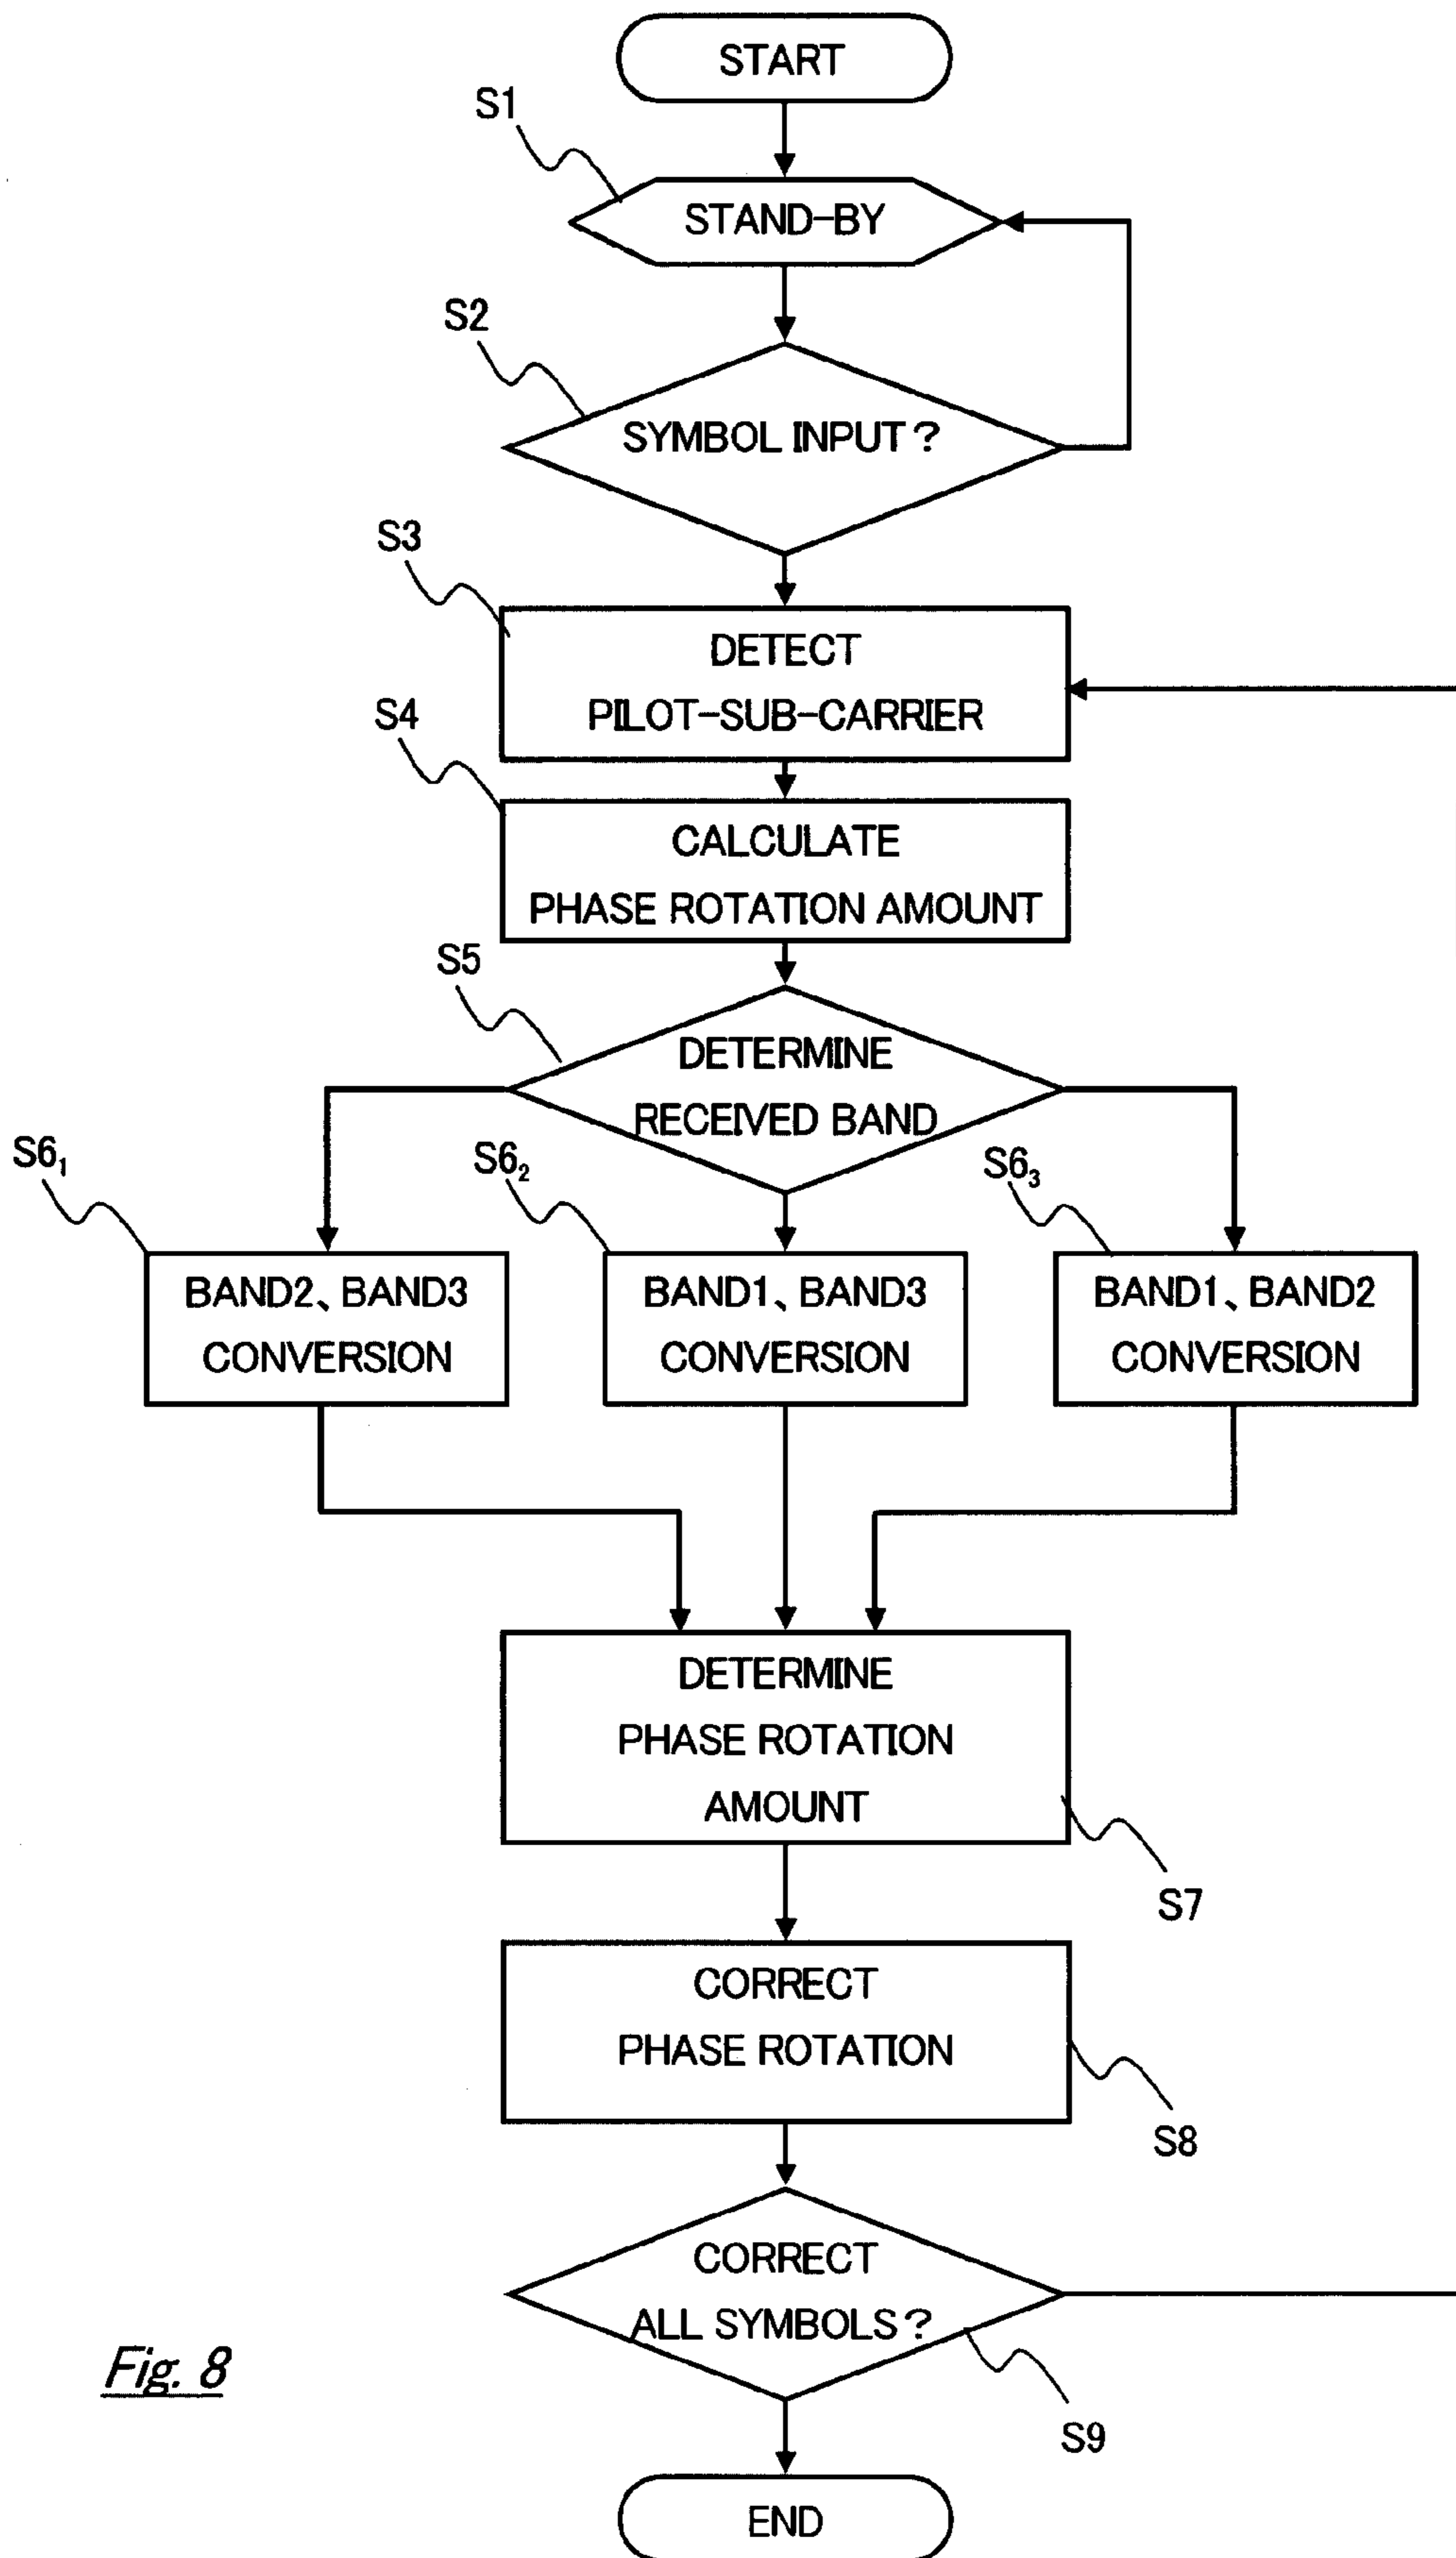 START
S1
STAND-BY
S2
SYMBOL INPUT?
S3
DETECT
PILOT-SUB-CARRIER
S4
CALCULATE
PHASE ROTATION AMOUNT
S5
DETERMINE
RECEIVED BAND
S6₁
S6₂
S6₃
BAND2、BAND3
CONVERSION
BAND1、BAND3
CONVERSION
BAND1、BAND2
CONVERSION
DETERMINE
PHASE ROTATION
AMOUNT
S7
CORRECT
PHASE ROTATION
S8
CORRECT
ALL SYMBOLS?
S9
Fig. 8
END